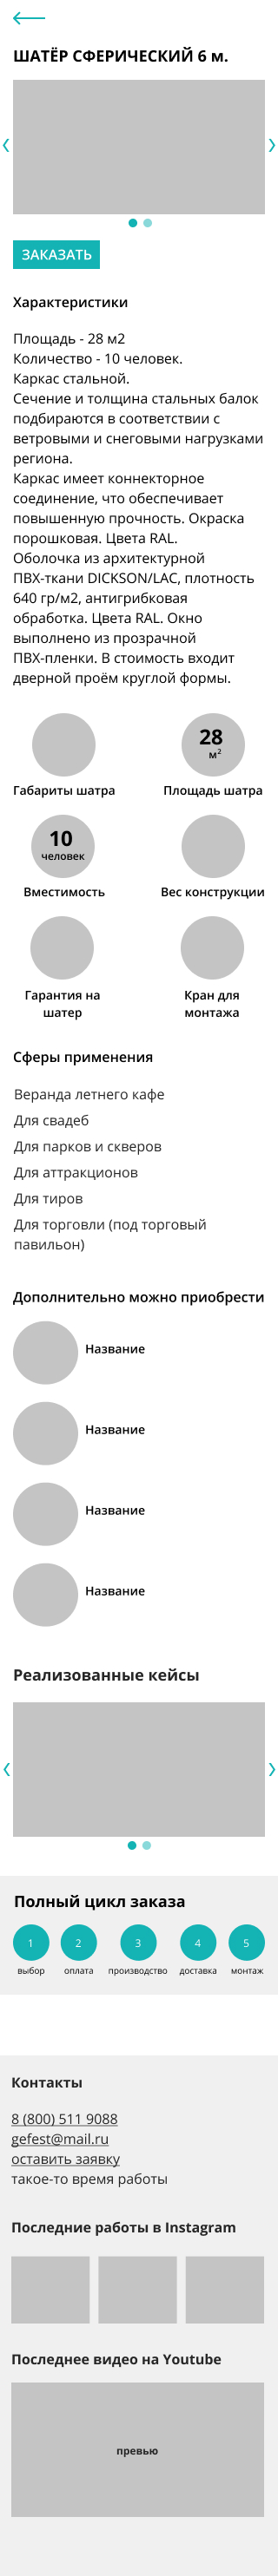 ШАТЁР СФЕРИЧЕСКИЙ 6 м.
ЗАКАЗАТЬ
Характеристики
Площадь - 28 м2
Количество - 10 человек.
Каркас стальной.
Сечение и толщина стальных балок
подбираются в соответствии с
ветровыми и снеговыми нагрузками
региона.
Каркас имеет коннекторное
соединение, что обеспечивает
повышенную прочность. Окраска
порошковая. Цвета RAL.
Оболочка из архитектурной
ПВХ-ткани DICKSON/LAC, плотность
640 гр/м2, антигрибковая
обработка. Цвета RAL. Окно
выполнено из прозрачной
ПВХ-пленки. В стоимость входит
дверной проём круглой формы.
28
м²
Габариты шатра
Площадь шатра
10
человек
Вместимость
Вес конструкции
Гарантия на
шатер
Кран для
монтажа
Сферы применения
Веранда летнего кафе
Для свадеб
Для парков и скверов
Для аттракционов
Для тиров
Для торговли (под торговый
павильон)
Дополнительно можно приобрести
Название
Название
Название
Название
Реализованные кейсы
Полный цикл заказа
1 2 3 4 5
выбор оплата производство доставка монтаж
Контакты
8 (800) 511 9088
gefest@mail.ru
оставить заявку
такое-то время работы
Последние работы в Instagram
Последнее видео на Youtube
превью